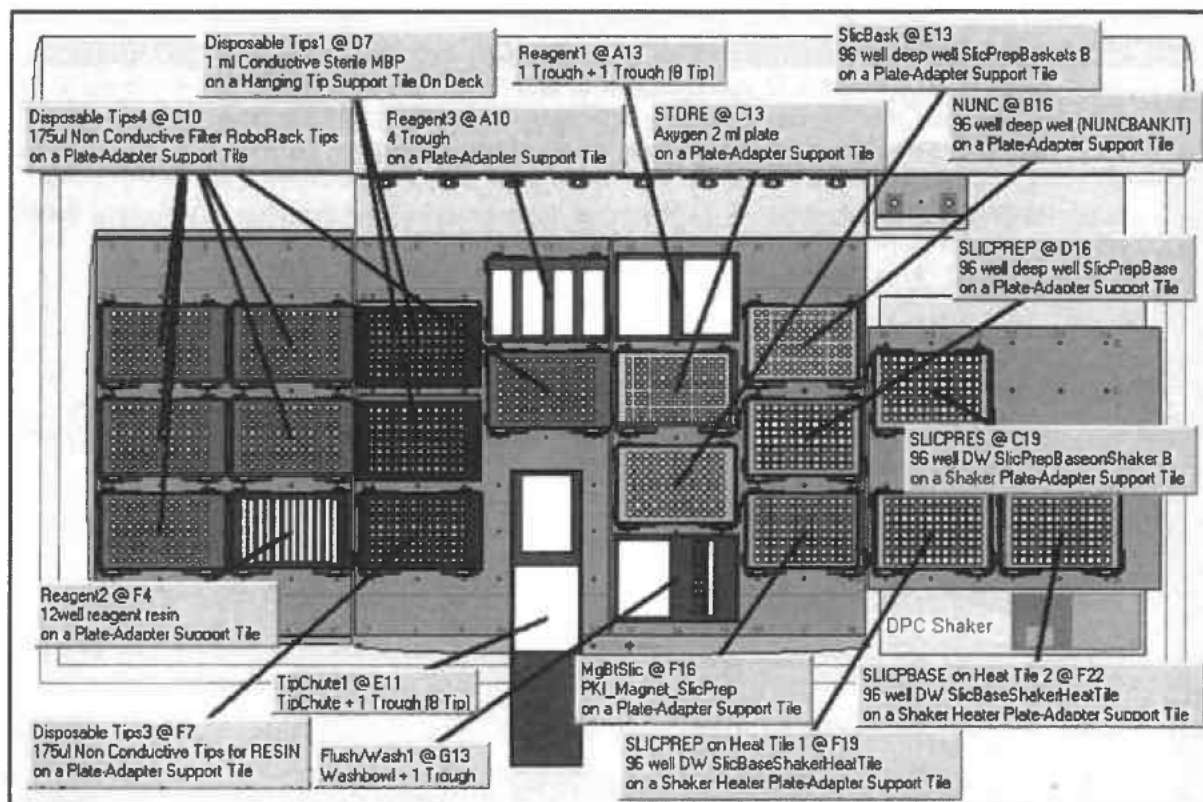 Disposable Tips1 @ D7
1 ml Conductive Sterile MBP
on a Hanging Tip Support Tile On Deck
Reagent1 @ A13
1 Trough + 1 Trough (8 Tip)
SlicBask @ E13
96 well deep well SlicPrepBaskets B
on a Plate-Adapter Support Tile
Disposable Tips4 @ C10
175ul Non Conductive Filter RoboRack Tips
on a Plate-Adapter Support Tile
Reagent3 @ A10
4 Trough
on a Plate-Adapter Support Tile
STORE @ C13
Axygen 2 ml plate
on a Plate-Adapter Support Tile
NUNC @ B16
96 well deep well (NUNCBANKIT)
on a Plate-Adapter Support Tile
SLICPREP @ D16
96 well deep well SlicPrepBase
on a Plate-Adapter Support Tile
SLICPRES @ C19
96 well DW SlicPrepBaseonShaker B
on a Shaker Plate-Adapter Support Tile
Reagent2 @ F4
12well reagent resin
on a Plate-Adapter Support Tile
DPC Shaker
TipChute1 @ E11
TipChute + 1 Trough (8 Tip)
MgBtSlic @ F16
PKI_Magnet_SlicPrep
on a Plate-Adapter Support Tile
SLICPBASE on Heat Tile 2 @ F22
96 well DW SlicBaseShakerHeatTile
on a Shaker Heater Plate-Adapter Support Tile
Disposable Tips3 @ F7
175ul Non Conductive Tips for RESIN
on a Plate-Adapter Support Tile
Flush/Wash1 @ G13
Washbowl + 1 Trough
SLICPREP on Heat Tile 1 @ F19
96 well DW SlicBaseShakerHeatTile
on a Shaker Heater Plate-Adapter Support Tile